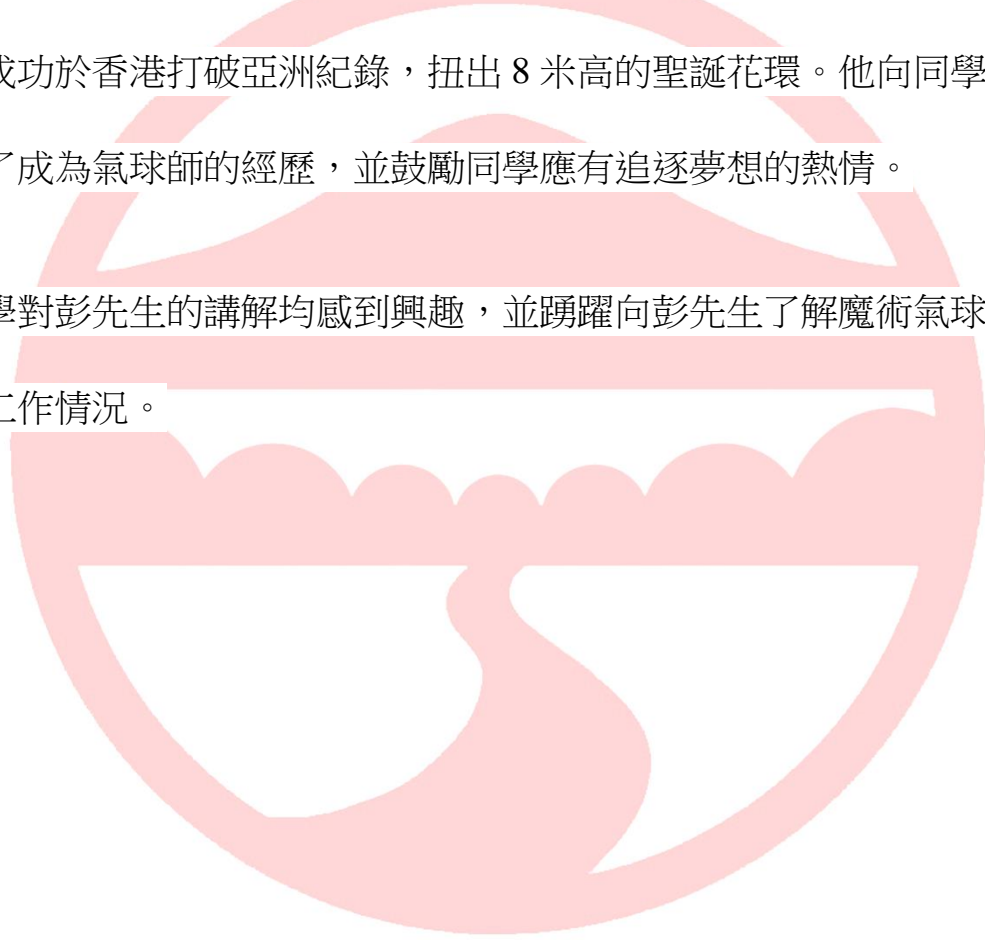 成功於香港打破亞洲紀錄，扭出 8 米高的聖誕花環。他向同學
了成為氣球師的經歷，並鼓勵同學應有追逐夢想的熱情。
學對彭先生的講解均感到興趣，並踴躍向彭先生了解魔術氣球
工作情況。